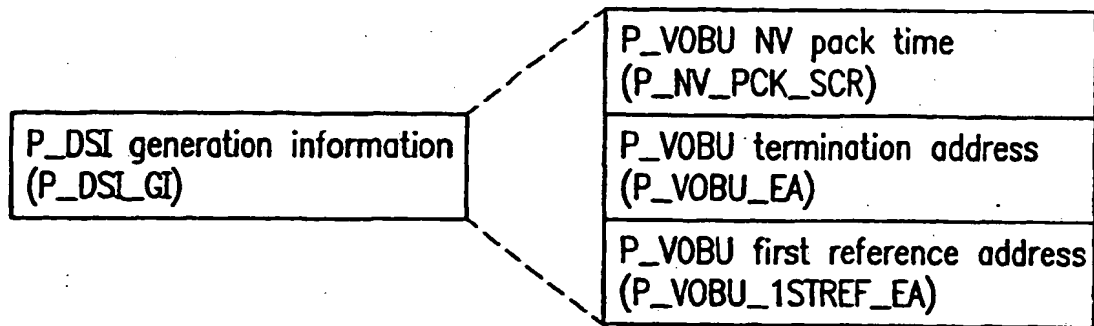 P_DSI generation information
(P_DSI_GI)
P_VOBU NV pack time
(P_NV_PCK_SCR)
P_VOBU termination address
(P_VOBU_EA)
P_VOBU first reference address
(P_VOBU_1STREF_EA)